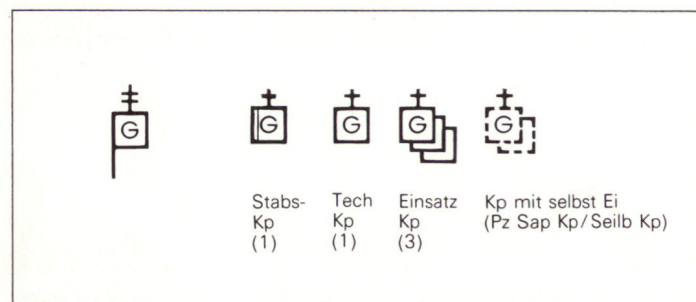 G G G G G
Stabs- Tech Einsatz Kp mit selbst Ei
Kp Kp Kp (Pz Sap Kp/Seilb Kp)
(1) (1) (3)